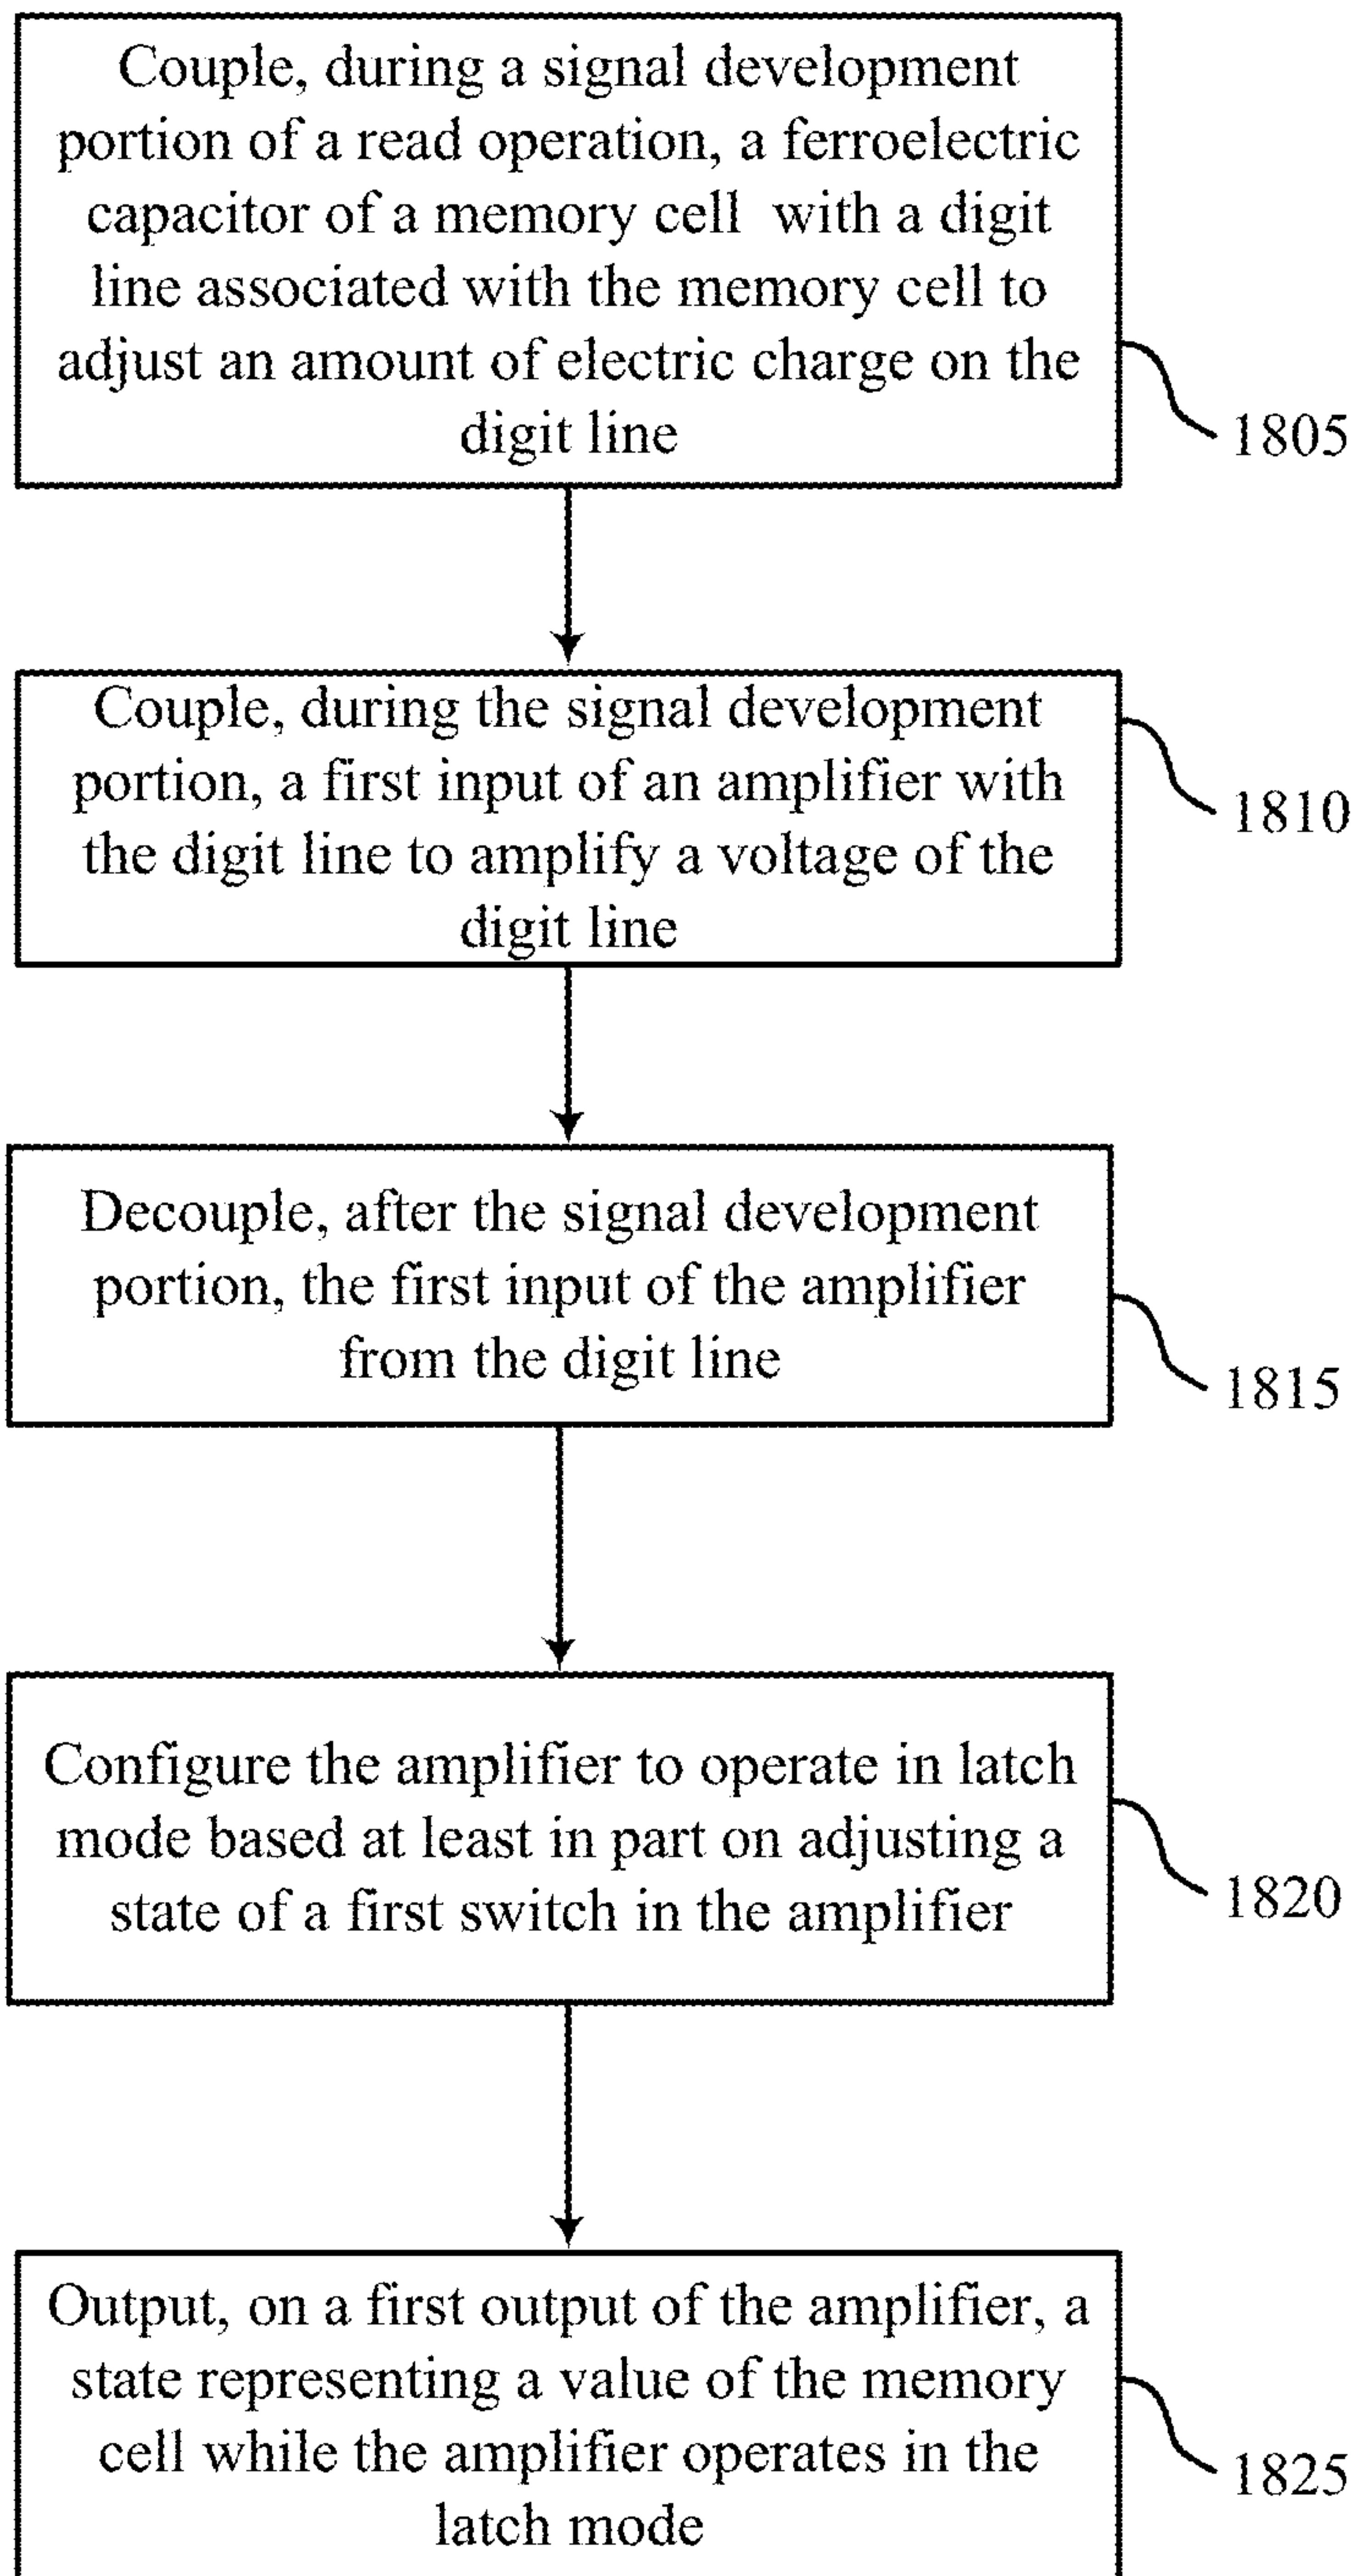 Couple, during a signal development
portion of a read operation, a ferroelectric
capacitor of a memory cell with a digit
line associated with the memory cell to
adjust an amount of electric charge on the
digit line
1805
Couple, during the signal development
portion, a first input of an amplifier with
the digit line to amplify a voltage of the
digit line
1810
Decouple, after the signal development
portion, the first input of the amplifier
from the digit line
1815
Configure the amplifier to operate in latch
mode based at least in part on adjusting a
state of a first switch in the amplifier
1820
Output, on a first output of the amplifier, a
state representing a value of the memory
cell while the amplifier operates in the
latch mode
1825